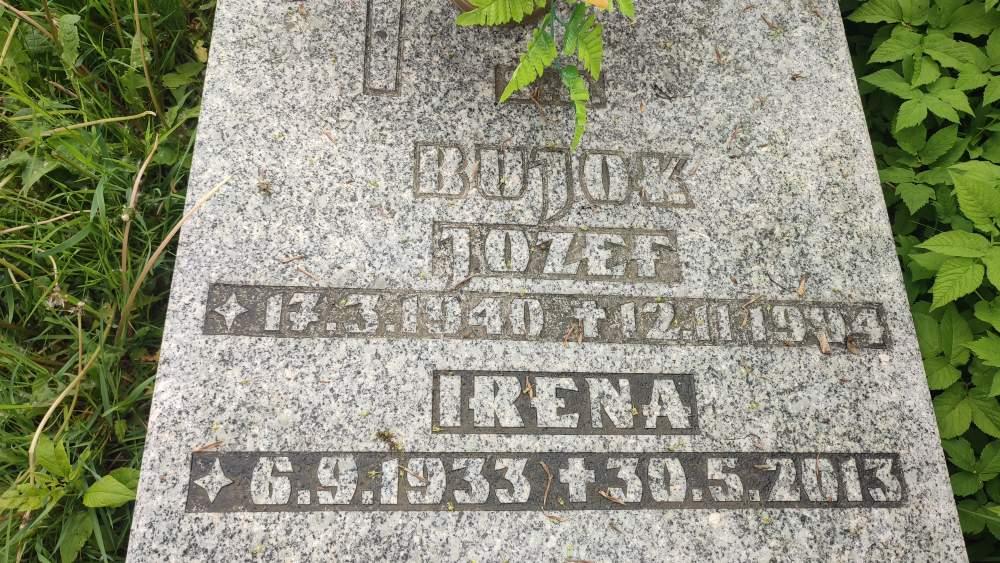 BUJOK
JOZEF
✧ 17.3.1940 ✝ 12.11.1994
IRENA
✧ 6.9.1933 ✝ 30.5.2013